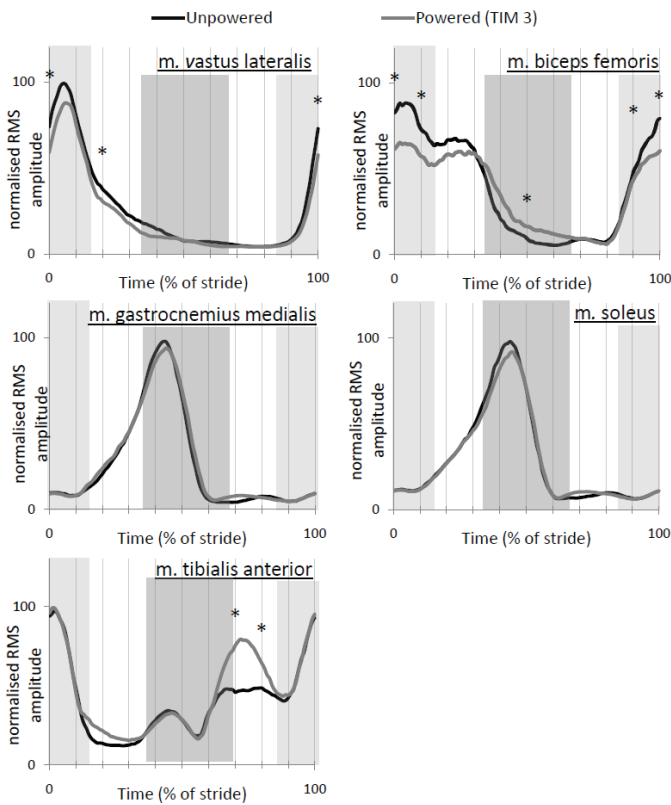 Unpowered
Powered (TIM 3)
m. vastus lateralis
100
*
*
*
normalised RMS
amplitude
0
0
100
Time (% of stride)
m. biceps femoris
100
*
*
*
*
*
normalised RMS
amplitude
0
0
100
Time (% of stride)
m. gastrocnemius medialis
100
normalised RMS
amplitude
0
0
100
Time (% of stride)
m. soleus
100
normalised RMS
amplitude
0
0
100
Time (% of stride)
m. tibialis anterior
100
*
*
normalised RMS
amplitude
0
0
100
Time (% of stride)